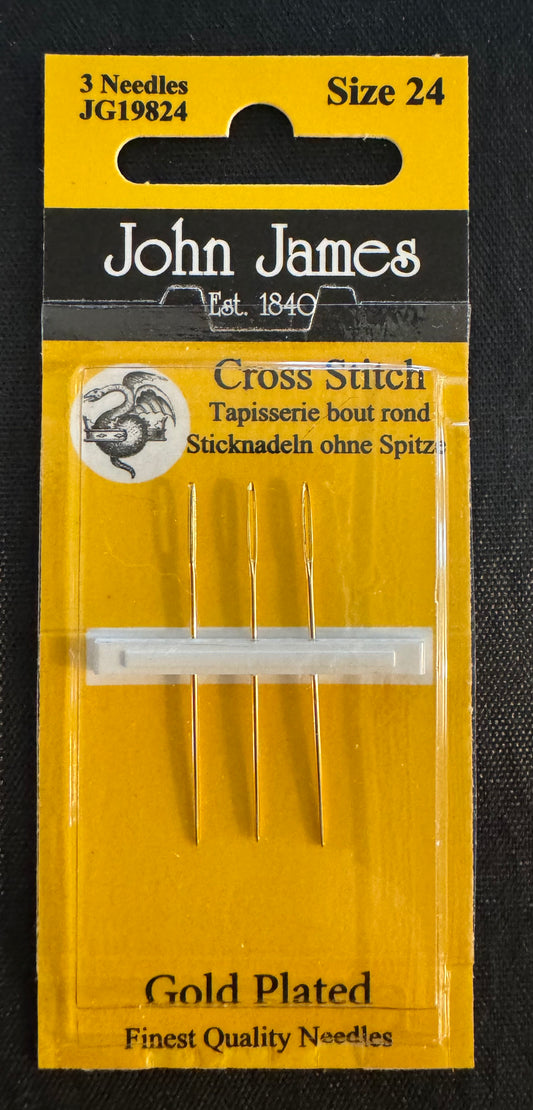 3 Needles
JG19824
Size 24
John James
Est. 1840
Cross Stitch
Tapisserie bout rond
Sticknadeln ohne Spitze
Gold Plated
Finest Quality Needles